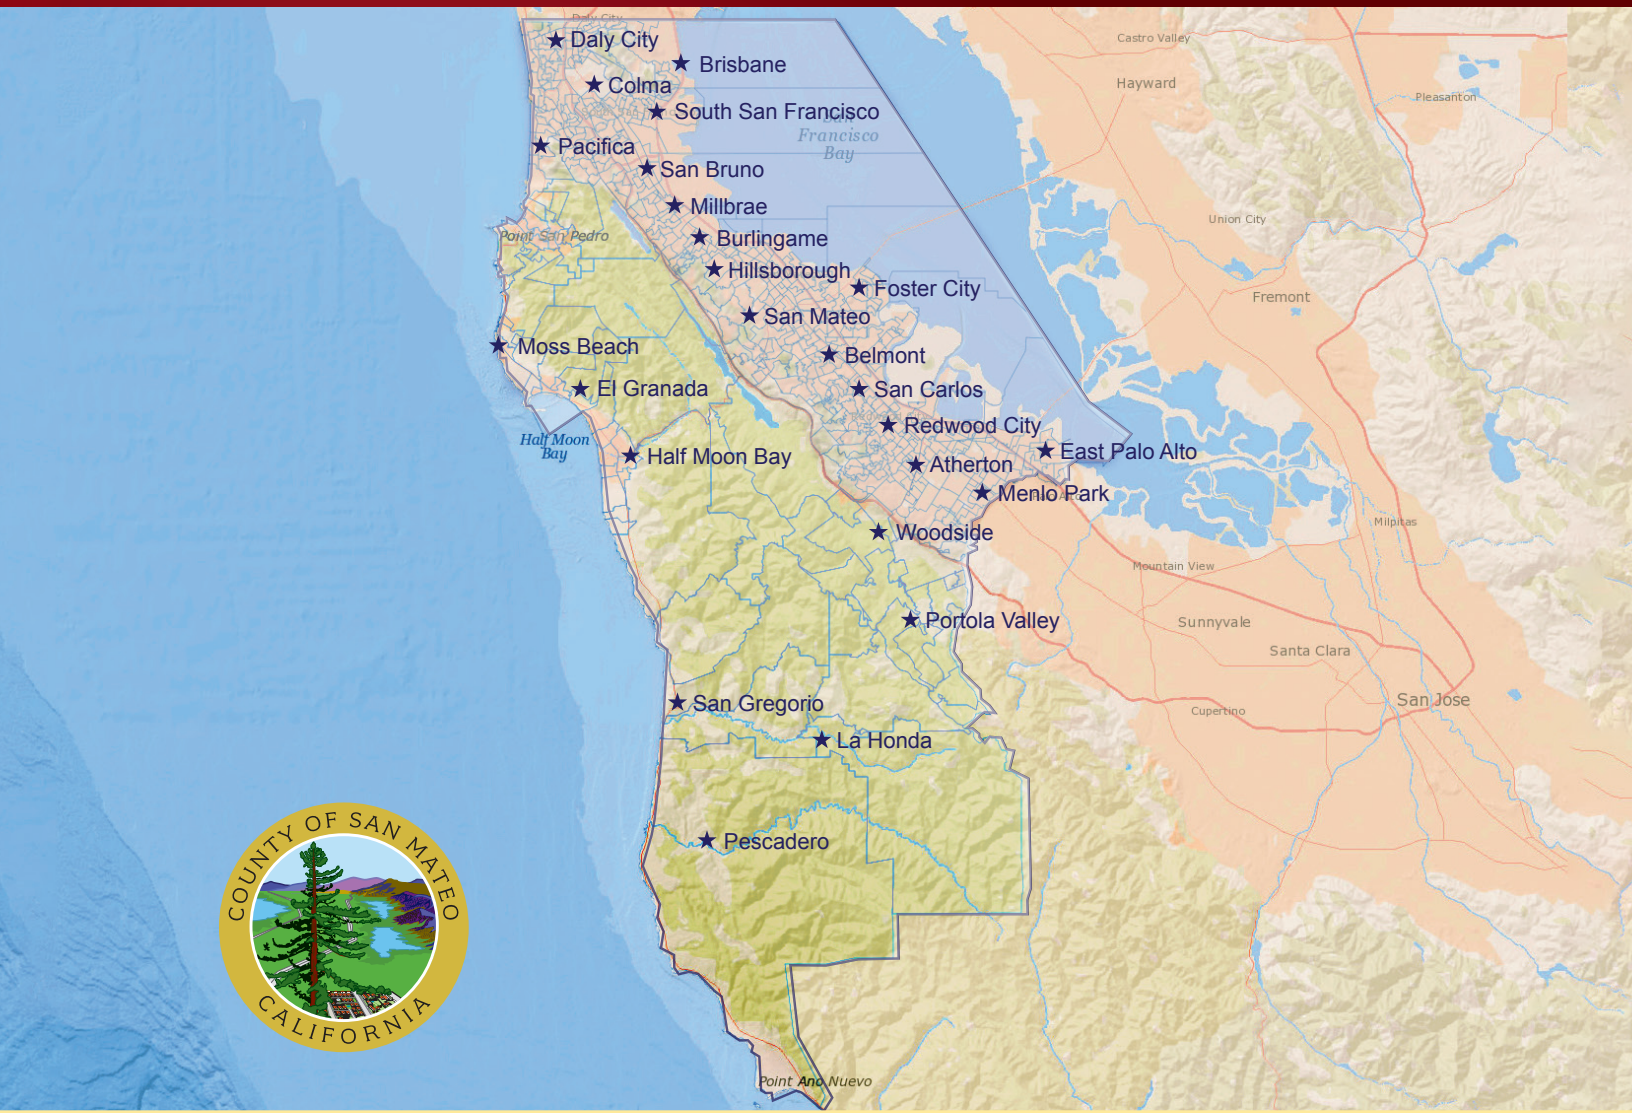 Daly City
Daly City
Castro Valley
Brisbane
Colma
Hayward
Pleasanton
South San Francisco
San
Francisco
Bay
Pacifica
San Bruno
Millbrae
Union City
Point San Pedro
Burlingame
Hillsborough
Foster City
Fremont
San Mateo
Moss Beach
Belmont
El Granada
San Carlos
Redwood City
Half Moon
Bay
Half Moon Bay
East Palo Alto
Atherton
Menlo Park
Milpitas
Woodside
Mountain View
Portola Valley
Sunnyvale
Santa Clara
San Gregorio
San Jose
Cupertino
La Honda
Pescadero
COUNTY OF SAN MATEO
CALIFORNIA
Point Ano Nuevo